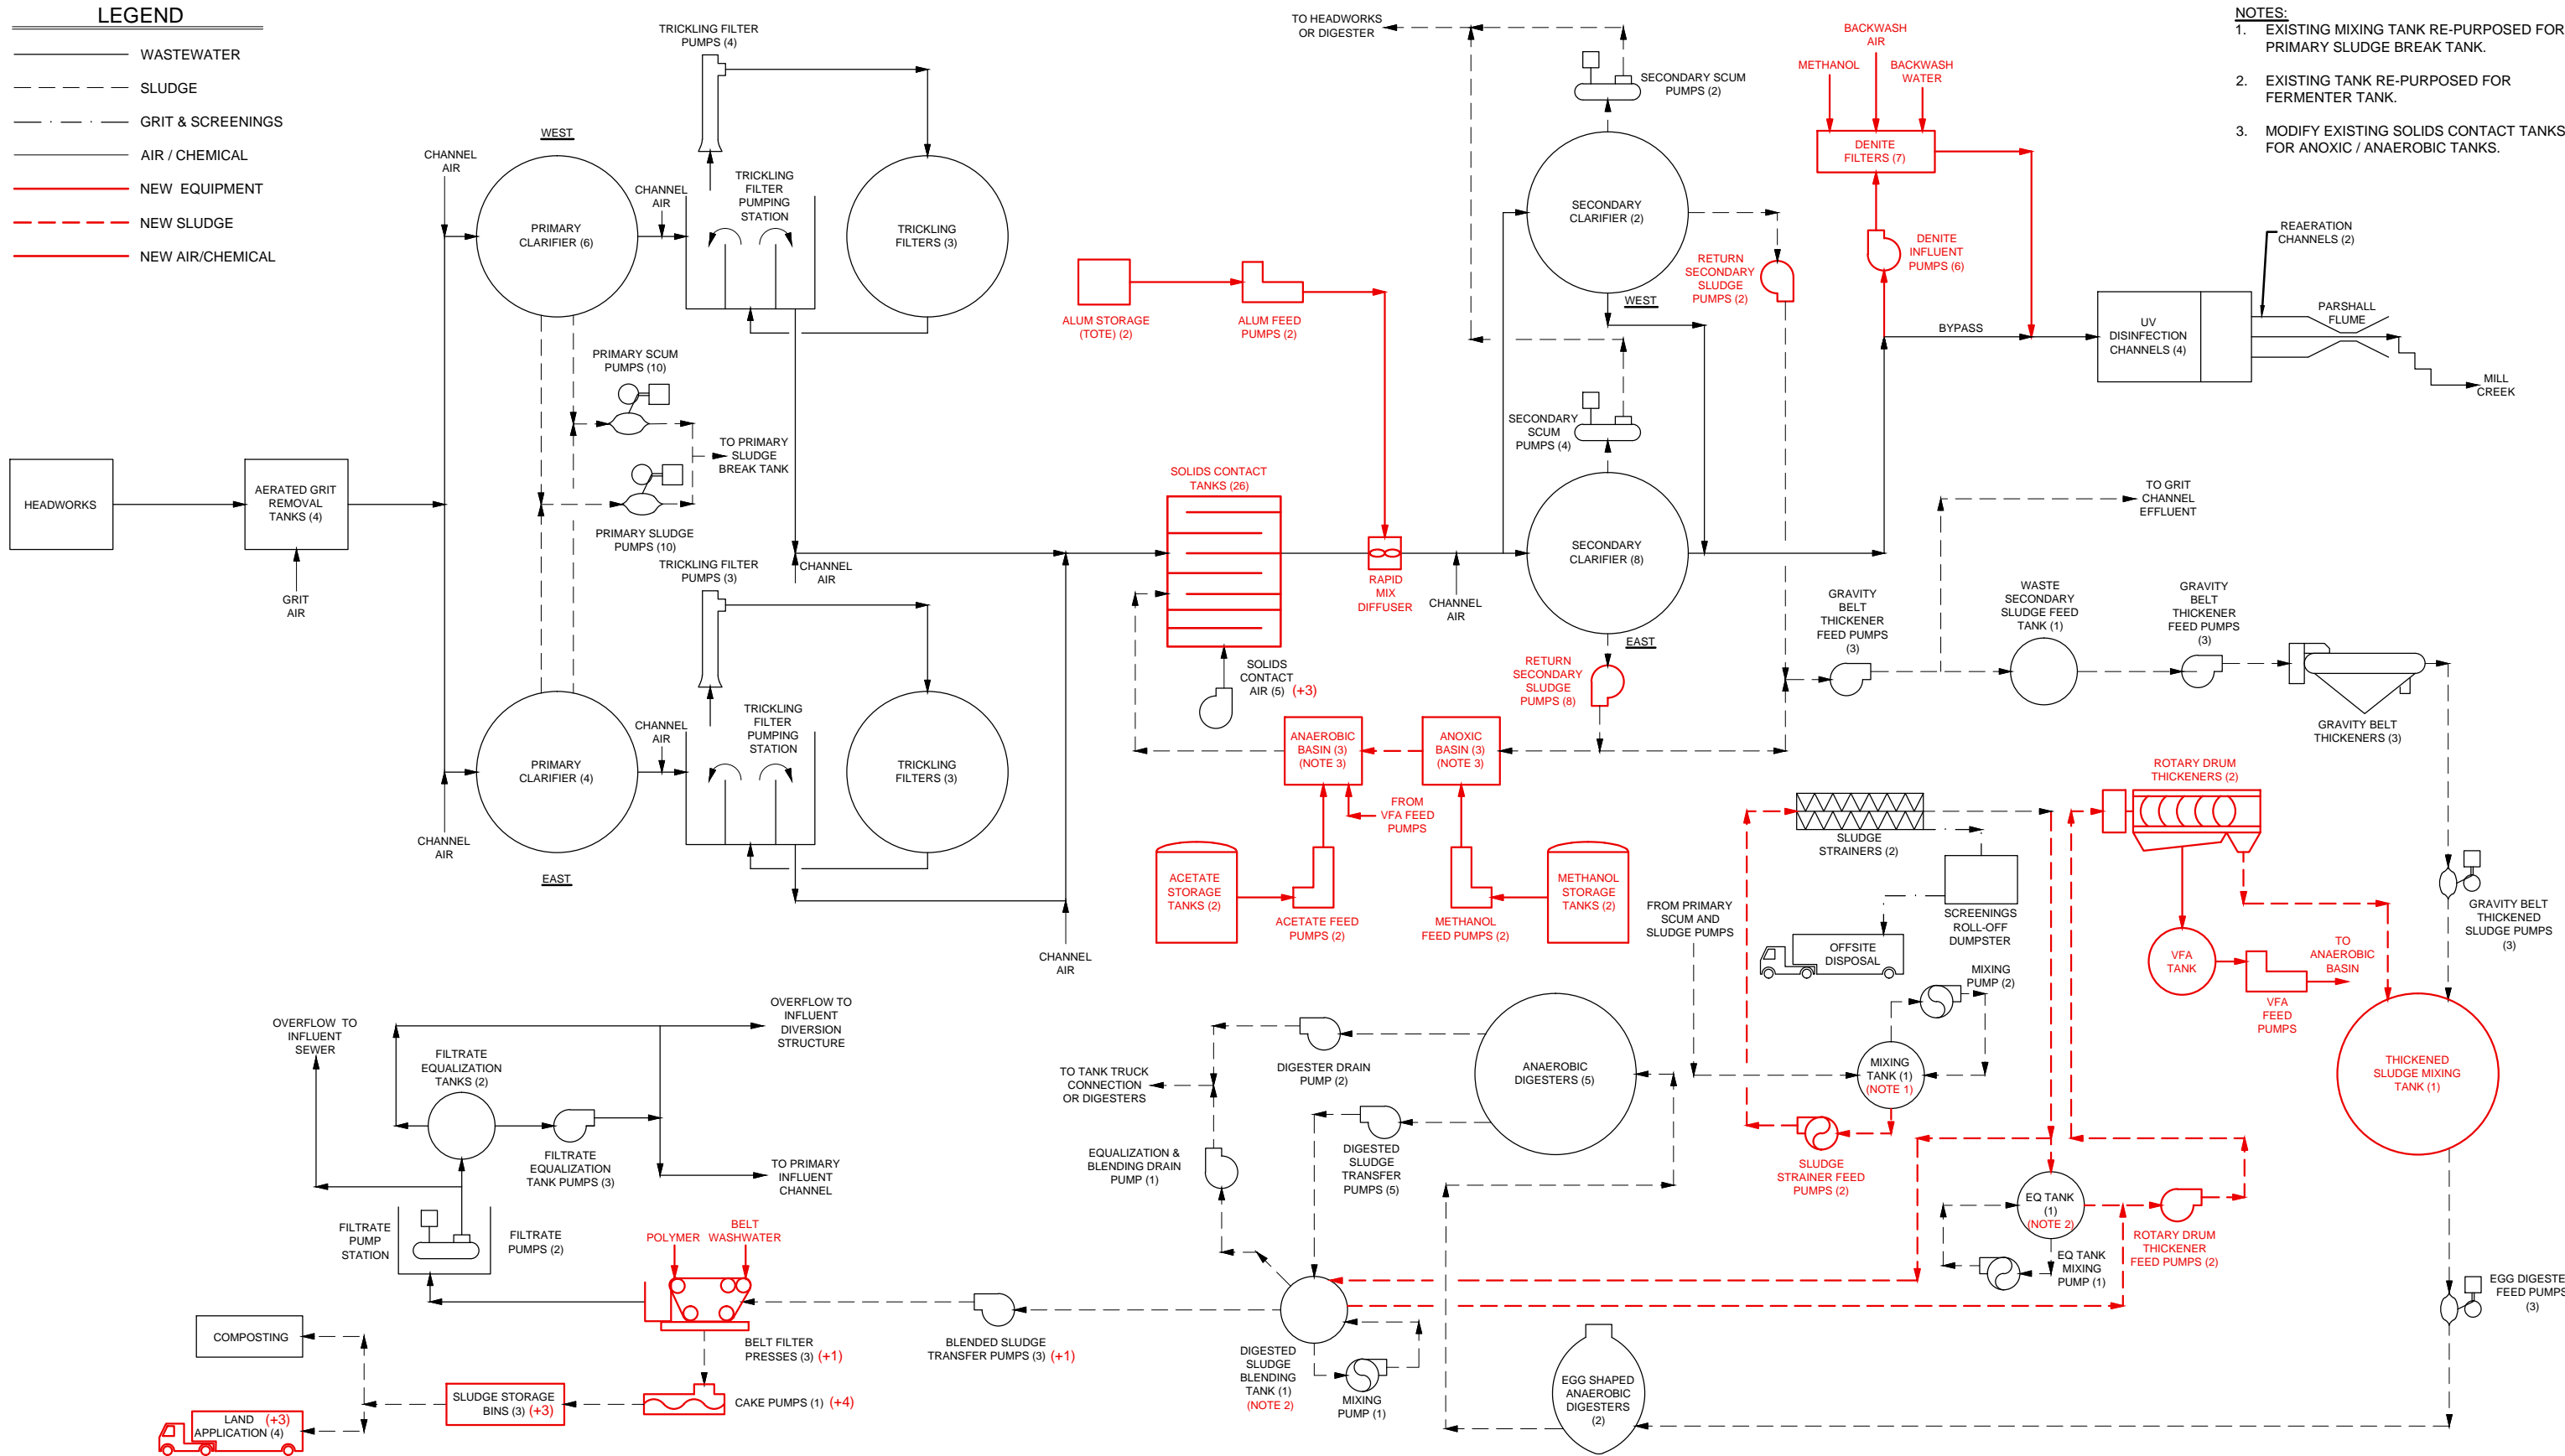 LEGEND
WASTEWATER
SLUDGE
GRIT & SCREENINGS
AIR / CHEMICAL
NEW EQUIPMENT
NEW SLUDGE
NEW AIR/CHEMICAL
NOTES:
1. EXISTING MIXING TANK RE-PURPOSED FOR
PRIMARY SLUDGE BREAK TANK.
2. EXISTING TANK RE-PURPOSED FOR
FERMENTER TANK.
3. MODIFY EXISTING SOLIDS CONTACT TANKS
FOR ANOXIC / ANAEROBIC TANKS.
HEADWORKS
AERATED GRIT
REMOVAL
TANKS (4)
GRIT
AIR
CHANNEL
AIR
WEST
PRIMARY
CLARIFIER (6)
CHANNEL
AIR
TRICKLING FILTER
PUMPS (4)
TRICKLING
FILTER
PUMPING
STATION
TRICKLING
FILTERS (3)
PRIMARY SCUM
PUMPS (10)
TO PRIMARY
SLUDGE
BREAK TANK
PRIMARY SLUDGE
PUMPS (10)
TRICKLING FILTER
PUMPS (3)
CHANNEL
AIR
CHANNEL
AIR
PRIMARY
CLARIFIER (4)
EAST
CHANNEL
AIR
TRICKLING
FILTER
PUMPING
STATION
TRICKLING
FILTERS (3)
CHANNEL
AIR
ALUM STORAGE
(TOTE) (2)
ALUM FEED
PUMPS (2)
SOLIDS CONTACT
TANKS (26)
RAPID
MIX
DIFFUSER
CHANNEL
AIR
SOLIDS
CONTACT
AIR (5) (+3)
TO HEADWORKS
OR DIGESTER
SECONDARY SCUM
PUMPS (2)
SECONDARY
CLARIFIER (2)
WEST
RETURN
SECONDARY
SLUDGE
PUMPS (2)
SECONDARY
SCUM
PUMPS (4)
SECONDARY
CLARIFIER (8)
EAST
RETURN
SECONDARY
SLUDGE
PUMPS (8)
BACKWASH
AIR
METHANOL
BACKWASH
WATER
DENITE
FILTERS (7)
DENITE
INFLUENT
PUMPS (6)
BYPASS
UV
DISINFECTION
CHANNELS (4)
REAERATION
CHANNELS (2)
PARSHALL
FLUME
MILL
CREEK
TO GRIT
CHANNEL
EFFLUENT
GRAVITY
BELT
THICKENER
FEED PUMPS
(3)
WASTE
SECONDARY
SLUDGE FEED
TANK (1)
GRAVITY
BELT
THICKENER
FEED PUMPS
(3)
GRAVITY BELT
THICKENERS (3)
ANAEROBIC
BASIN (3)
(NOTE 3)
ANOXIC
BASIN (3)
(NOTE 3)
FROM
VFA FEED
PUMPS
ACETATE
STORAGE
TANKS (2)
ACETATE FEED
PUMPS (2)
METHANOL
FEED PUMPS (2)
METHANOL
STORAGE
TANKS (2)
FROM PRIMARY
SCUM AND
SLUDGE PUMPS
SLUDGE
STRAINERS (2)
SCREENINGS
ROLL-OFF
DUMPSTER
OFFSITE
DISPOSAL
ROTARY DRUM
THICKENERS (2)
VFA
TANK
VFA
FEED
PUMPS
TO
ANAEROBIC
BASIN
GRAVITY BELT
THICKENED
SLUDGE PUMPS
(3)
THICKENED
SLUDGE MIXING
TANK (1)
MIXING
PUMP (2)
MIXING
TANK (1)
(NOTE 1)
SLUDGE
STRAINER FEED
PUMPS (2)
EQ TANK
(1)
(NOTE 2)
EQ TANK
MIXING
PUMP (1)
ROTARY DRUM
THICKENER
FEED PUMPS (2)
EGG DIGESTE
FEED PUMPS
(3)
OVERFLOW TO
INFLUENT
SEWER
FILTRATE
EQUALIZATION
TANKS (2)
OVERFLOW TO
INFLUENT
DIVERSION
STRUCTURE
FILTRATE
EQUALIZATION
TANK PUMPS (3)
TO PRIMARY
INFLUENT
CHANNEL
FILTRATE
PUMP
STATION
FILTRATE
PUMPS (2)
POLYMER
BELT
WASHWATER
BELT FILTER
PRESSES (3) (+1)
CAKE PUMPS (1) (+4)
SLUDGE STORAGE
BINS (3) (+3)
COMPOSTING
LAND (+3)
APPLICATION (4)
BLENDED SLUDGE
TRANSFER PUMPS (3) (+1)
TO TANK TRUCK
CONNECTION
OR DIGESTERS
DIGESTER DRAIN
PUMP (2)
ANAEROBIC
DIGESTERS (5)
EQUALIZATION &
BLENDING DRAIN
PUMP (1)
DIGESTED
SLUDGE
TRANSFER
PUMPS (5)
DIGESTED
SLUDGE
BLENDING
TANK (1)
(NOTE 2)
MIXING
PUMP (1)
EGG SHAPED
ANAEROBIC
DIGESTERS
(2)